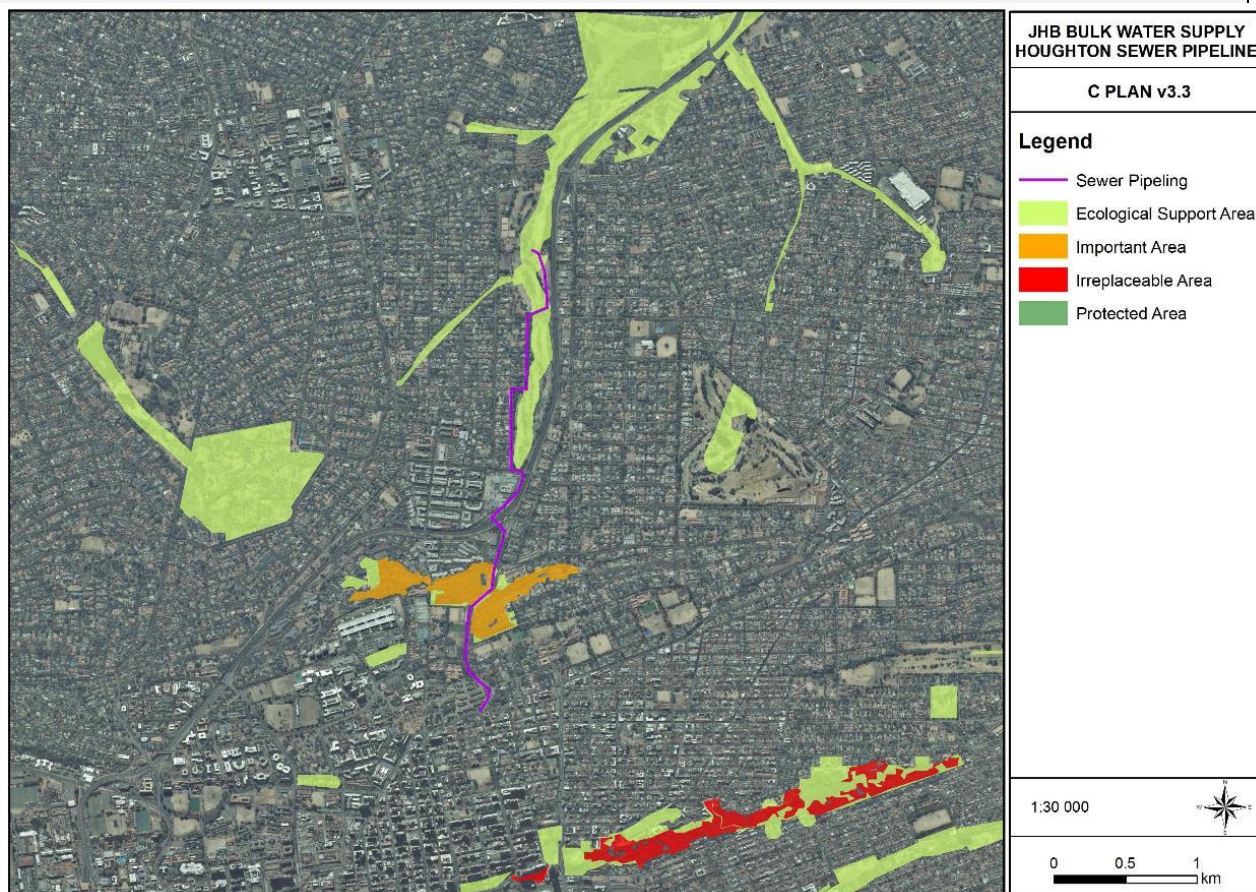 JHB BULK WATER SUPPLY
HOUGHTON SEWER PIPELINE
C PLAN v3.3
Legend
Sewer Pipeling
Ecological Support Area
Important Area
Irreplaceable Area
Protected Area
1:30 000
N
W E
S
0 0.5 1
km